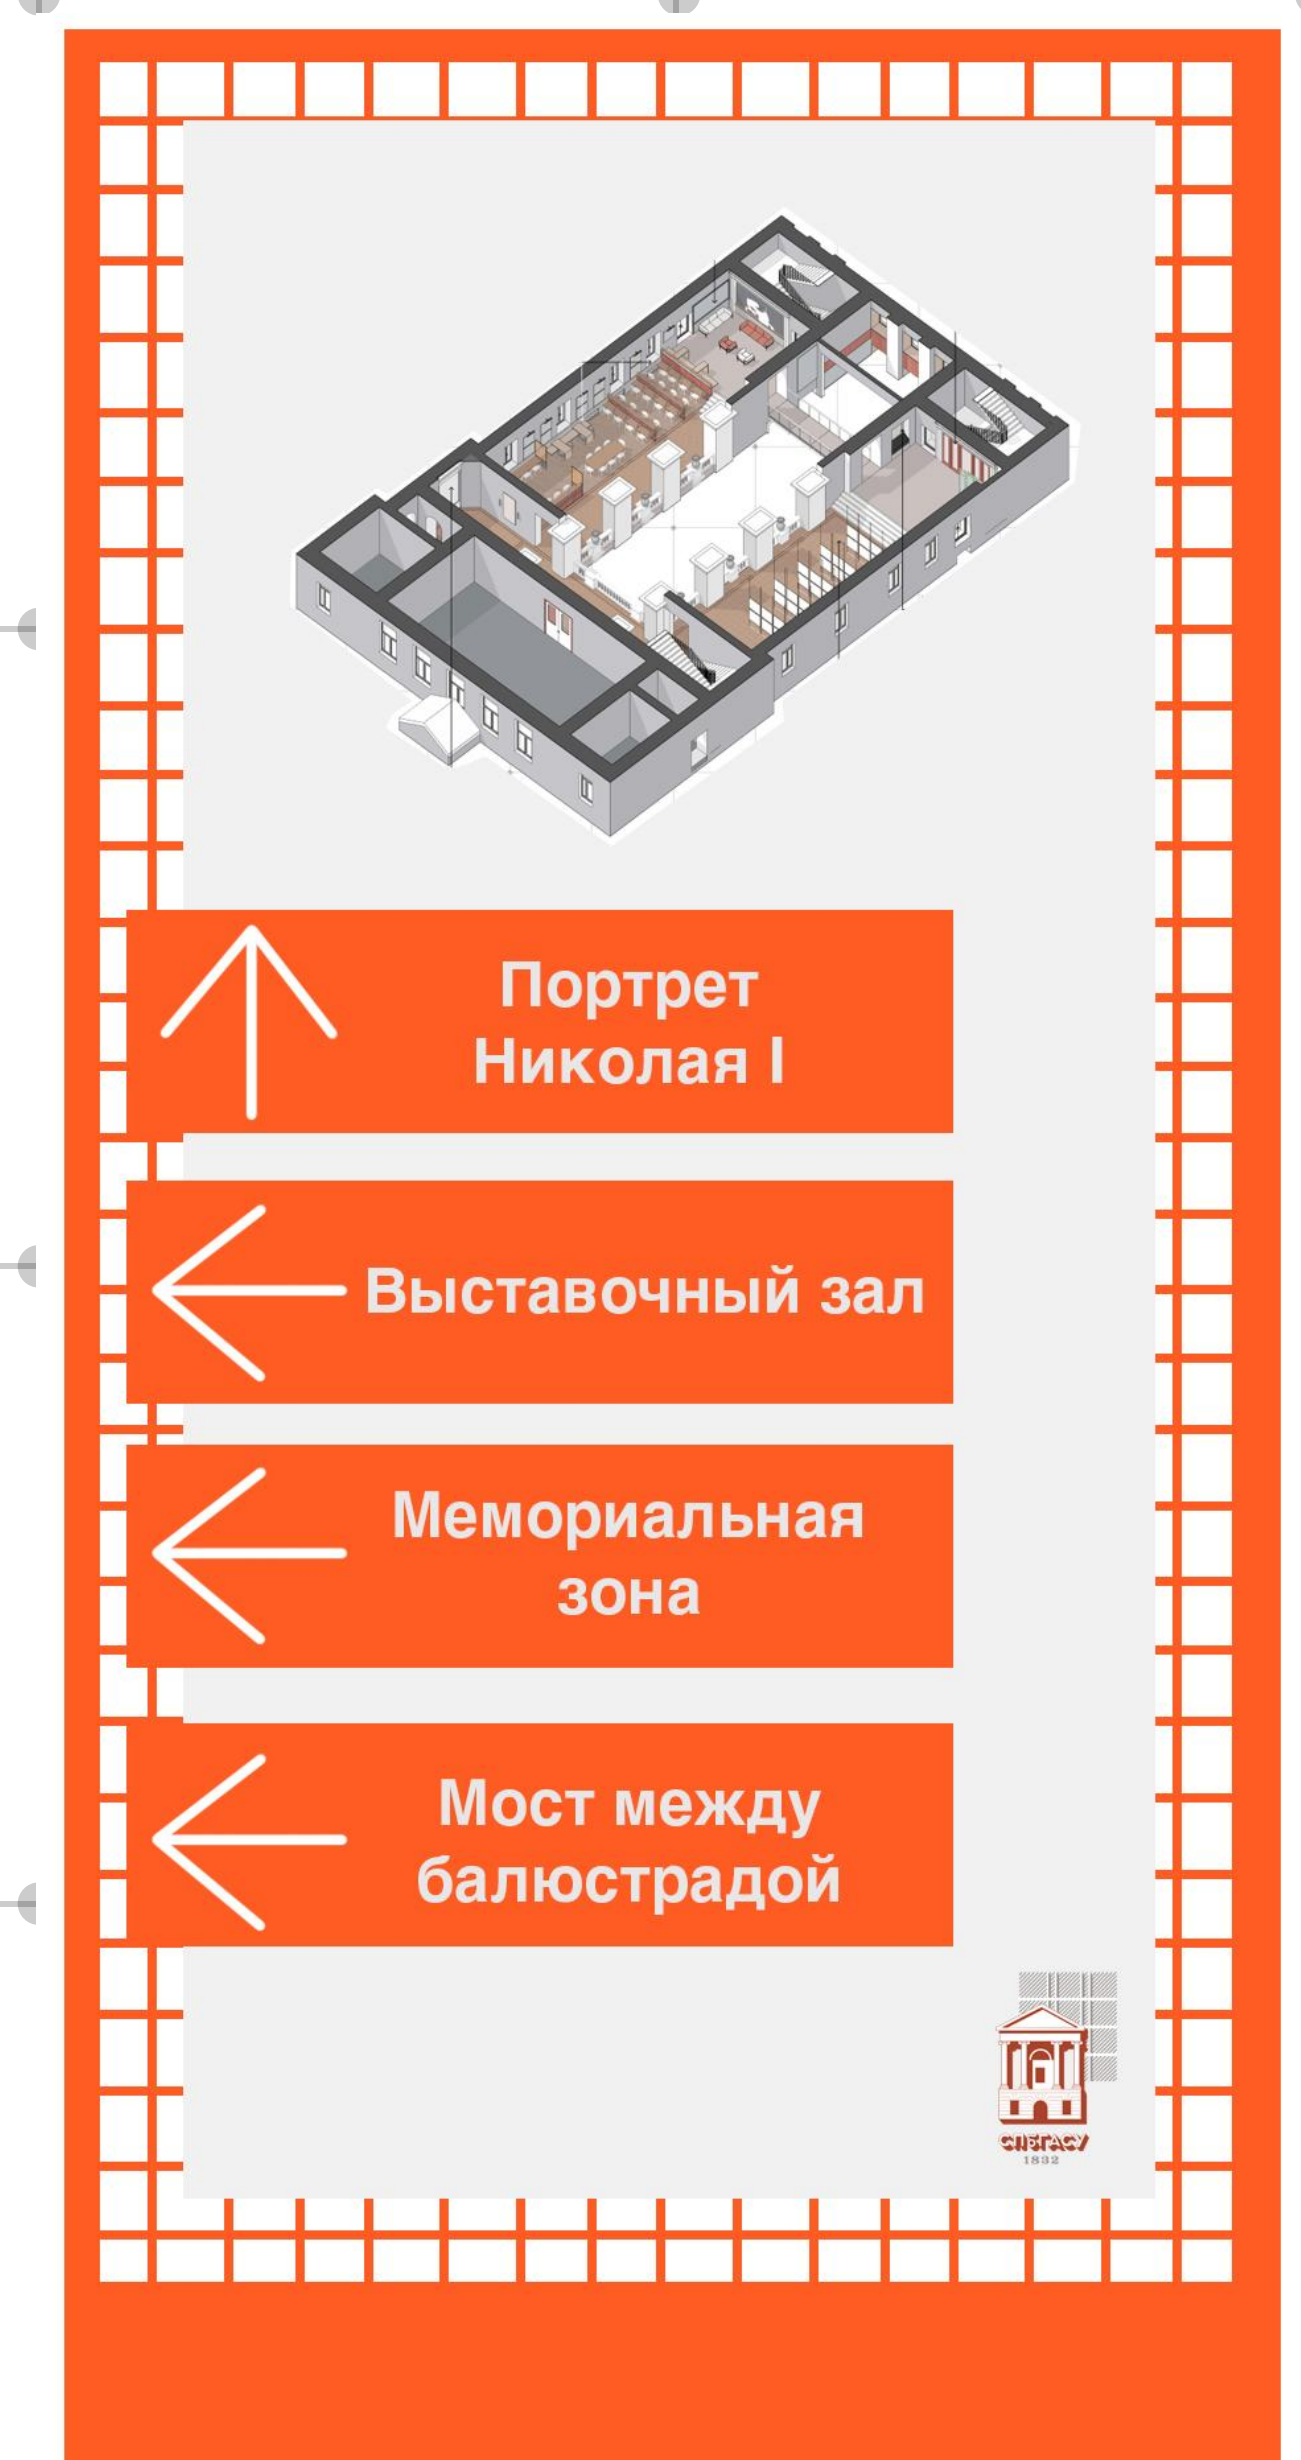 Портрет
Николая I
Выставочный зал
Мемориальная
зона
Мост между
балюстрадой
СПбГАСУ
1832